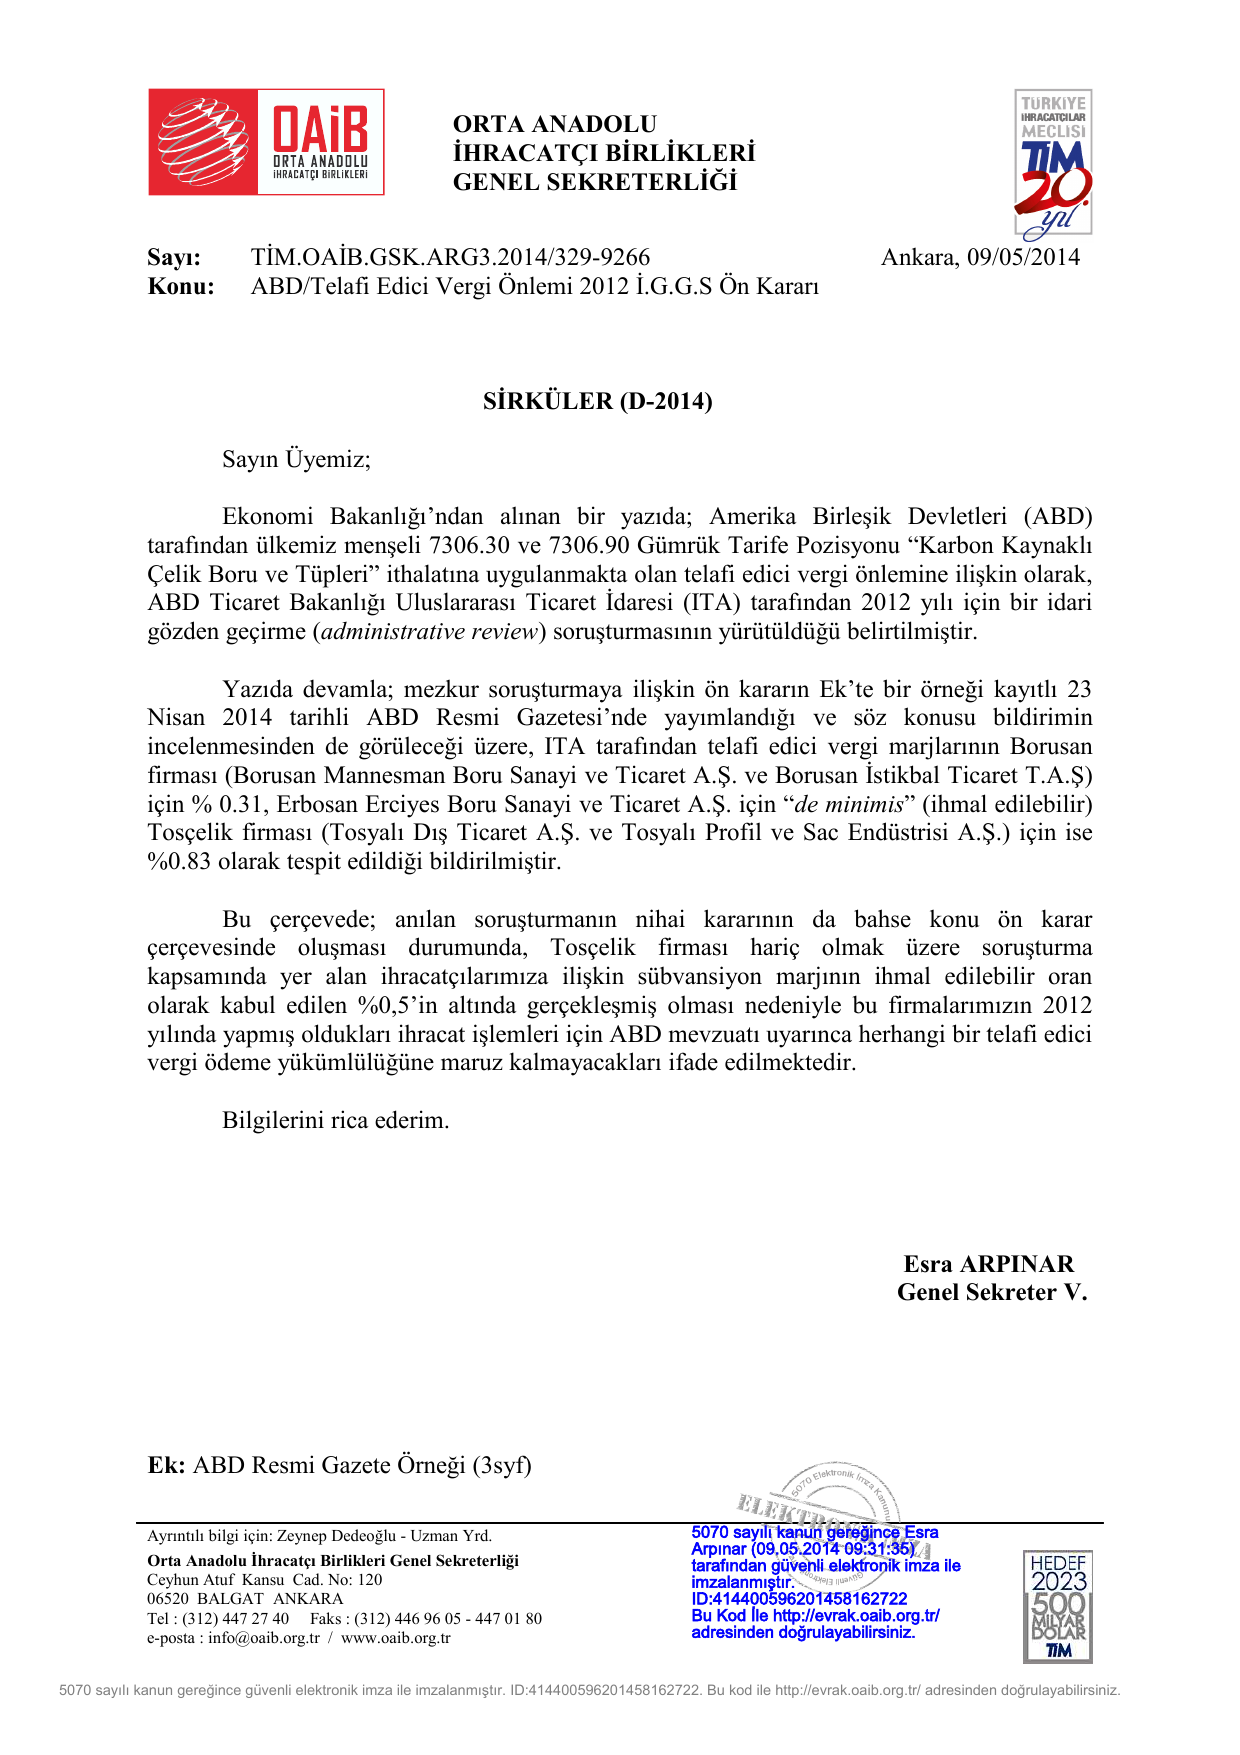 OAİB
ORTA ANADOLU
İHRACATÇI BİRLİKLERİ
ORTA ANADOLU
İHRACATÇI BİRLİKLERİ
GENEL SEKRETERLİĞİ
TÜRKİYE
İHRACATÇILAR
MECLİSİ
TİM
20.
yıl
Sayı: TİM.OAİB.GSK.ARG3.2014/329-9266 Ankara, 09/05/2014
Konu: ABD/Telafi Edici Vergi Önlemi 2012 İ.G.G.S Ön Kararı
SİRKÜLER (D-2014)
Sayın Üyemiz;
Ekonomi Bakanlığı’ndan alınan bir yazıda; Amerika Birleşik Devletleri (ABD)
tarafından ülkemiz menşeli 7306.30 ve 7306.90 Gümrük Tarife Pozisyonu “Karbon Kaynaklı
Çelik Boru ve Tüpleri” ithalatına uygulanmakta olan telafi edici vergi önlemine ilişkin olarak,
ABD Ticaret Bakanlığı Uluslararası Ticaret İdaresi (ITA) tarafından 2012 yılı için bir idari
gözden geçirme (administrative review) soruşturmasının yürütüldüğü belirtilmiştir.
Yazıda devamla; mezkur soruşturmaya ilişkin ön kararın Ek’te bir örneği kayıtlı 23
Nisan 2014 tarihli ABD Resmi Gazetesi’nde yayımlandığı ve söz konusu bildirimin
incelenmesinden de görüleceği üzere, ITA tarafından telafi edici vergi marjlarının Borusan
firması (Borusan Mannesman Boru Sanayi ve Ticaret A.Ş. ve Borusan İstikbal Ticaret T.A.Ş)
için % 0.31, Erbosan Erciyes Boru Sanayi ve Ticaret A.Ş. için “de minimis” (ihmal edilebilir)
Tosçelik firması (Tosyalı Dış Ticaret A.Ş. ve Tosyalı Profil ve Sac Endüstrisi A.Ş.) için ise
%0.83 olarak tespit edildiği bildirilmiştir.
Bu çerçevede; anılan soruşturmanın nihai kararının da bahse konu ön karar
çerçevesinde oluşması durumunda, Tosçelik firması hariç olmak üzere soruşturma
kapsamında yer alan ihracatçılarımıza ilişkin sübvansiyon marjının ihmal edilebilir oran
olarak kabul edilen %0,5’in altında gerçekleşmiş olması nedeniyle bu firmalarımızın 2012
yılında yapmış oldukları ihracat işlemleri için ABD mevzuatı uyarınca herhangi bir telafi edici
vergi ödeme yükümlülüğüne maruz kalmayacakları ifade edilmektedir.
Bilgilerini rica ederim.
Esra ARPINAR
Genel Sekreter V.
Ek: ABD Resmi Gazete Örneği (3syf)
5070 Elektronik İmza Kanunu
Ayrıntılı bilgi için: Zeynep Dedeoğlu - Uzman Yrd.
Orta Anadolu İhracatçı Birlikleri Genel Sekreterliği
Ceyhun Atuf Kansu Cad. No: 120
06520 BALGAT ANKARA
Tel : (312) 447 27 40 Faks : (312) 446 96 05 - 447 01 80
e-posta : info@oaib.org.tr / www.oaib.org.tr
5070 sayılı kanun gereğince Esra
Arpınar (09.05.2014 09:31:35)
tarafından güvenli elektronik imza ile
imzalanmıştır.
ID:414400596201458162722
Bu Kod İle http://evrak.oaib.org.tr/
adresinden doğrulayabilirsiniz.
HEDEF
2023
500
MİLYAR
DOLAR
TİM
5070 sayılı kanun gereğince güvenli elektronik imza ile imzalanmıştır. ID:414400596201458162722. Bu kod ile http://evrak.oaib.org.tr/ adresinden doğrulayabilirsiniz.